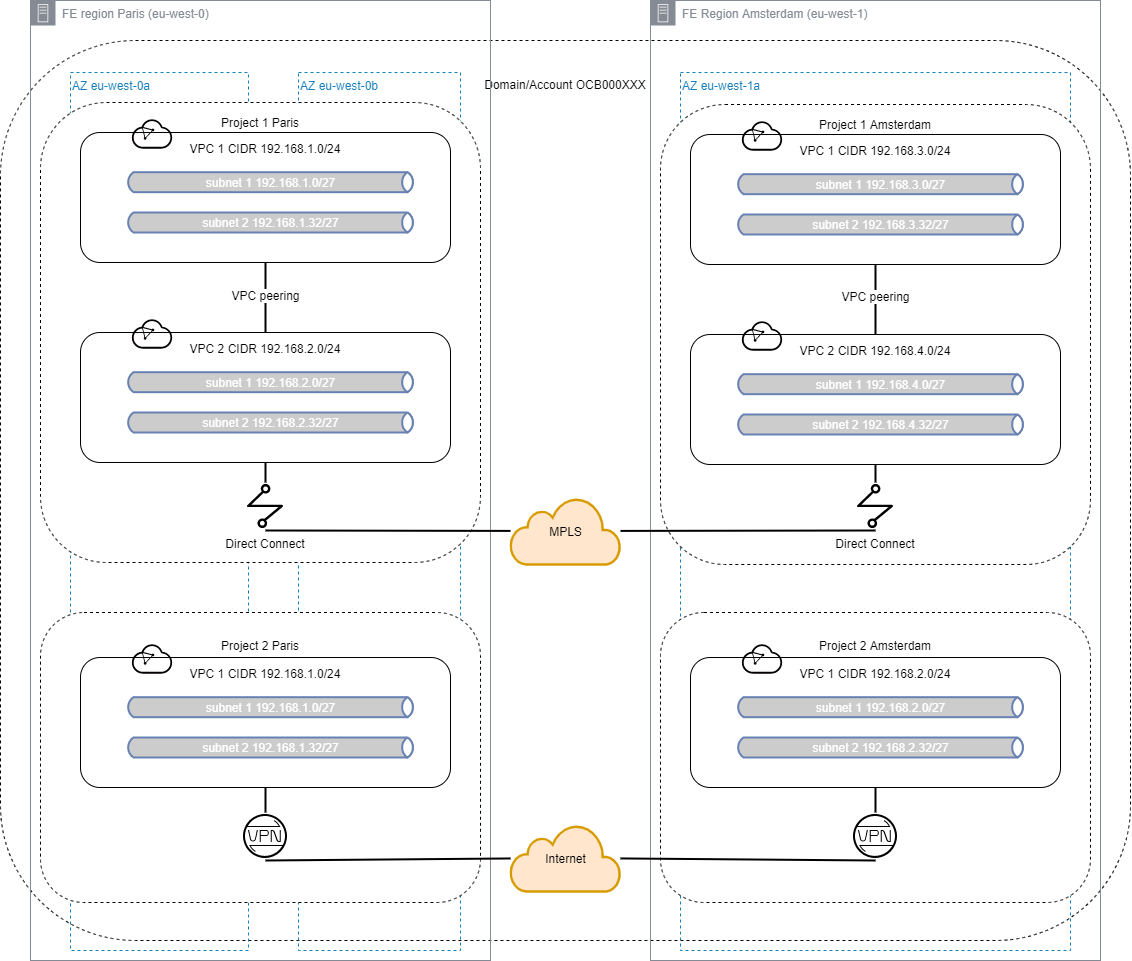 FE region Paris (eu-west-0)
FE Region Amsterdam (eu-west-1)
AZ eu-west-0a
AZ eu-west-0b
Domain/Account OCB000XXX
AZ eu-west-1a
Project 1 Paris
VPC 1 CIDR 192.168.1.0/24
subnet 1 192.168.1.0/27
subnet 2 192.168.1.32/27
VPC peering
VPC 2 CIDR 192.168.2.0/24
subnet 1 192.168.2.0/27
subnet 2 192.168.2.32/27
Direct Connect
Project 1 Amsterdam
VPC 1 CIDR 192.168.3.0/24
subnet 1 192.168.3.0/27
subnet 2 192.168.3.32/27
VPC peering
VPC 2 CIDR 192.168.4.0/24
subnet 1 192.168.4.0/27
subnet 2 192.168.4.32/27
Direct Connect
MPLS
Project 2 Paris
VPC 1 CIDR 192.168.1.0/24
subnet 1 192.168.1.0/27
subnet 2 192.168.1.32/27
VPN
Project 2 Amsterdam
VPC 1 CIDR 192.168.2.0/24
subnet 1 192.168.2.0/27
subnet 2 192.168.2.32/27
VPN
Internet